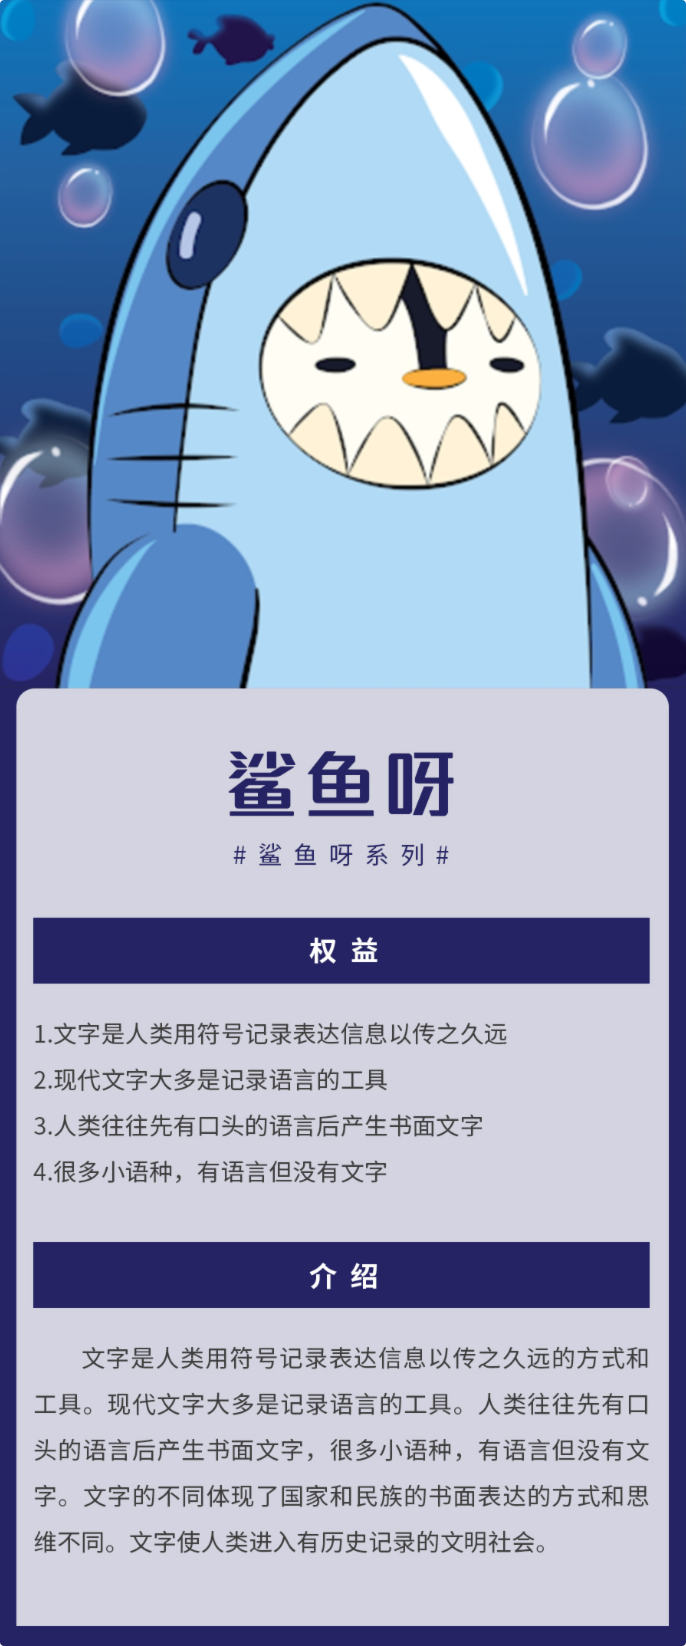 鲨鱼呀
#鲨鱼呀系列#
权益
1.文字是人类用符号记录表达信息以传之久远
2.现代文字大多是记录语言的工具
3.人类往往先有口头的语言后产生书面文字
4.很多小语种，有语言但没有文字
介绍
文字是人类用符号记录表达信息以传之久远的方式和
工具。现代文字大多是记录语言的工具。人类往往先有口
头的语言后产生书面文字，很多小语种，有语言但没有文
字。文字的不同体现了国家和民族的书面表达的方式和思
维不同。文字使人类进入有历史记录的文明社会。